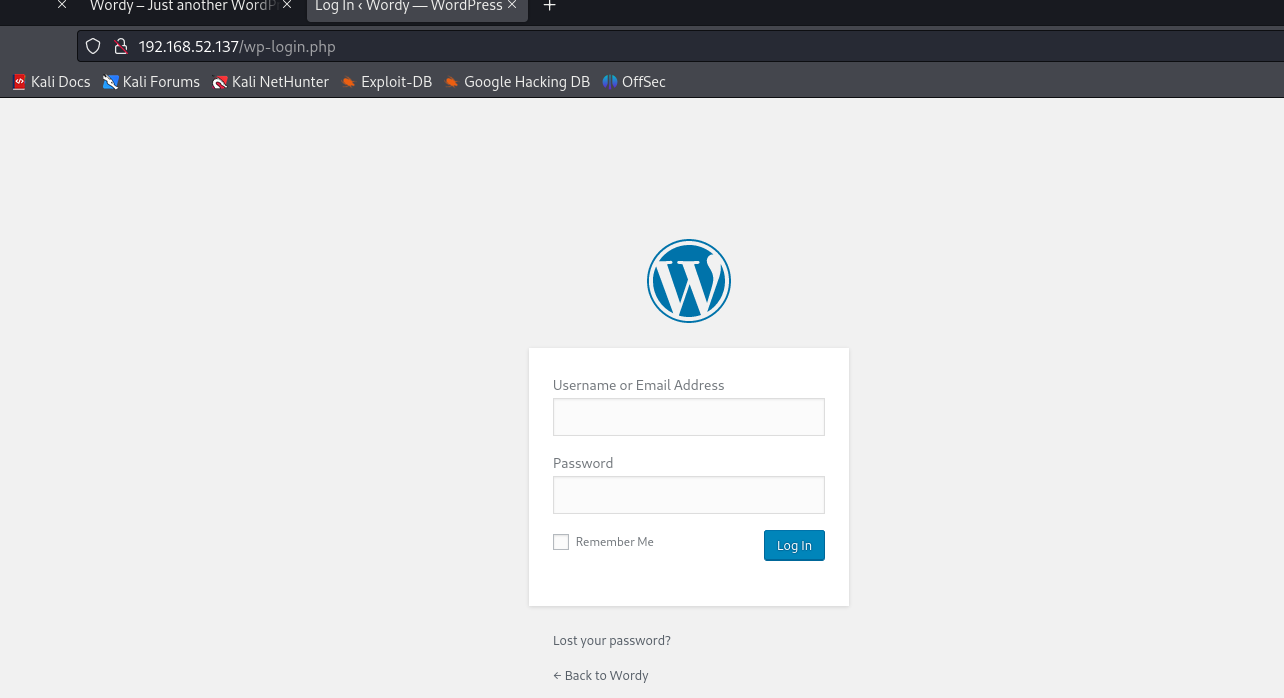 Wordy – Just another WordP
Log In ‹ Wordy — WordPress
192.168.52.137/wp-login.php
Kali Docs Kali Forums Kali NetHunter Exploit-DB Google Hacking DB OffSec
Username or Email Address
Password
Remember Me Log In
Lost your password?
← Back to Wordy